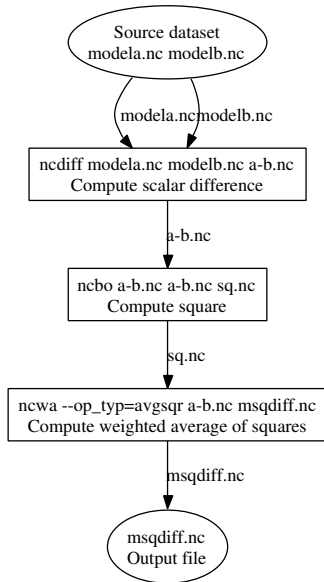 Source dataset
modela.nc modelb.nc
modela.nc modelb.nc
ncdiff modela.nc modelb.nc a-b.nc
Compute scalar difference
a-b.nc
ncbo a-b.nc a-b.nc sq.nc
Compute square
sq.nc
ncwa --op_typ=avgsqr a-b.nc msqdiff.nc
Compute weighted average of squares
msqdiff.nc
msqdiff.nc
Output file